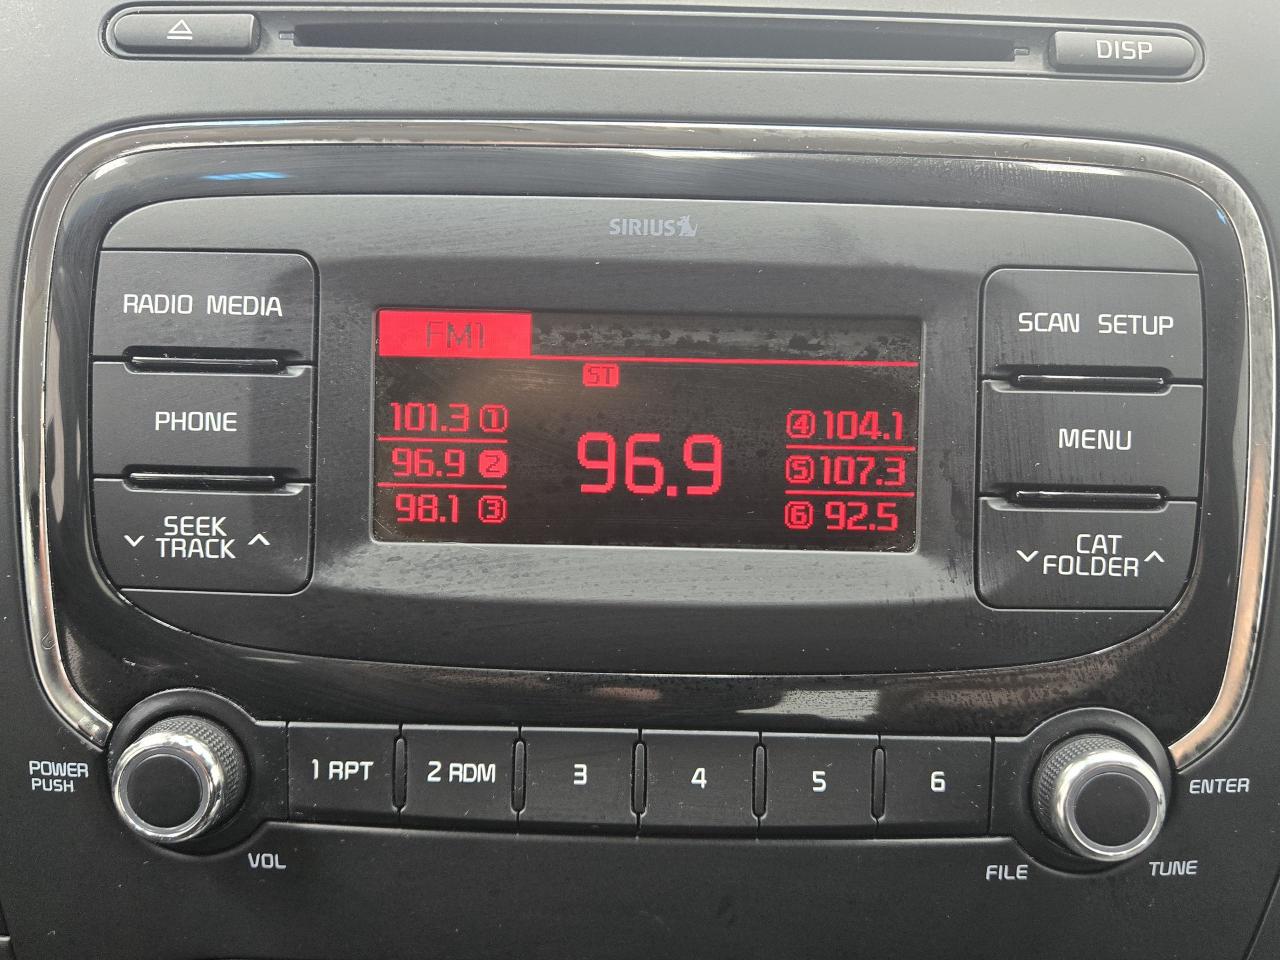 DISP
SIRIUS
RADIO MEDIA
SCAN SETUP
FM1
ST
PHONE
MENU
101.3 1
96.9 2
98.1 3
96.9
4 104.1
5 107.3
6 92.5
SEEK
TRACK
CAT
FOLDER
POWER
PUSH
VOL
1 RPT
2 RDM
3
4
5
6
ENTER
FILE
TUNE